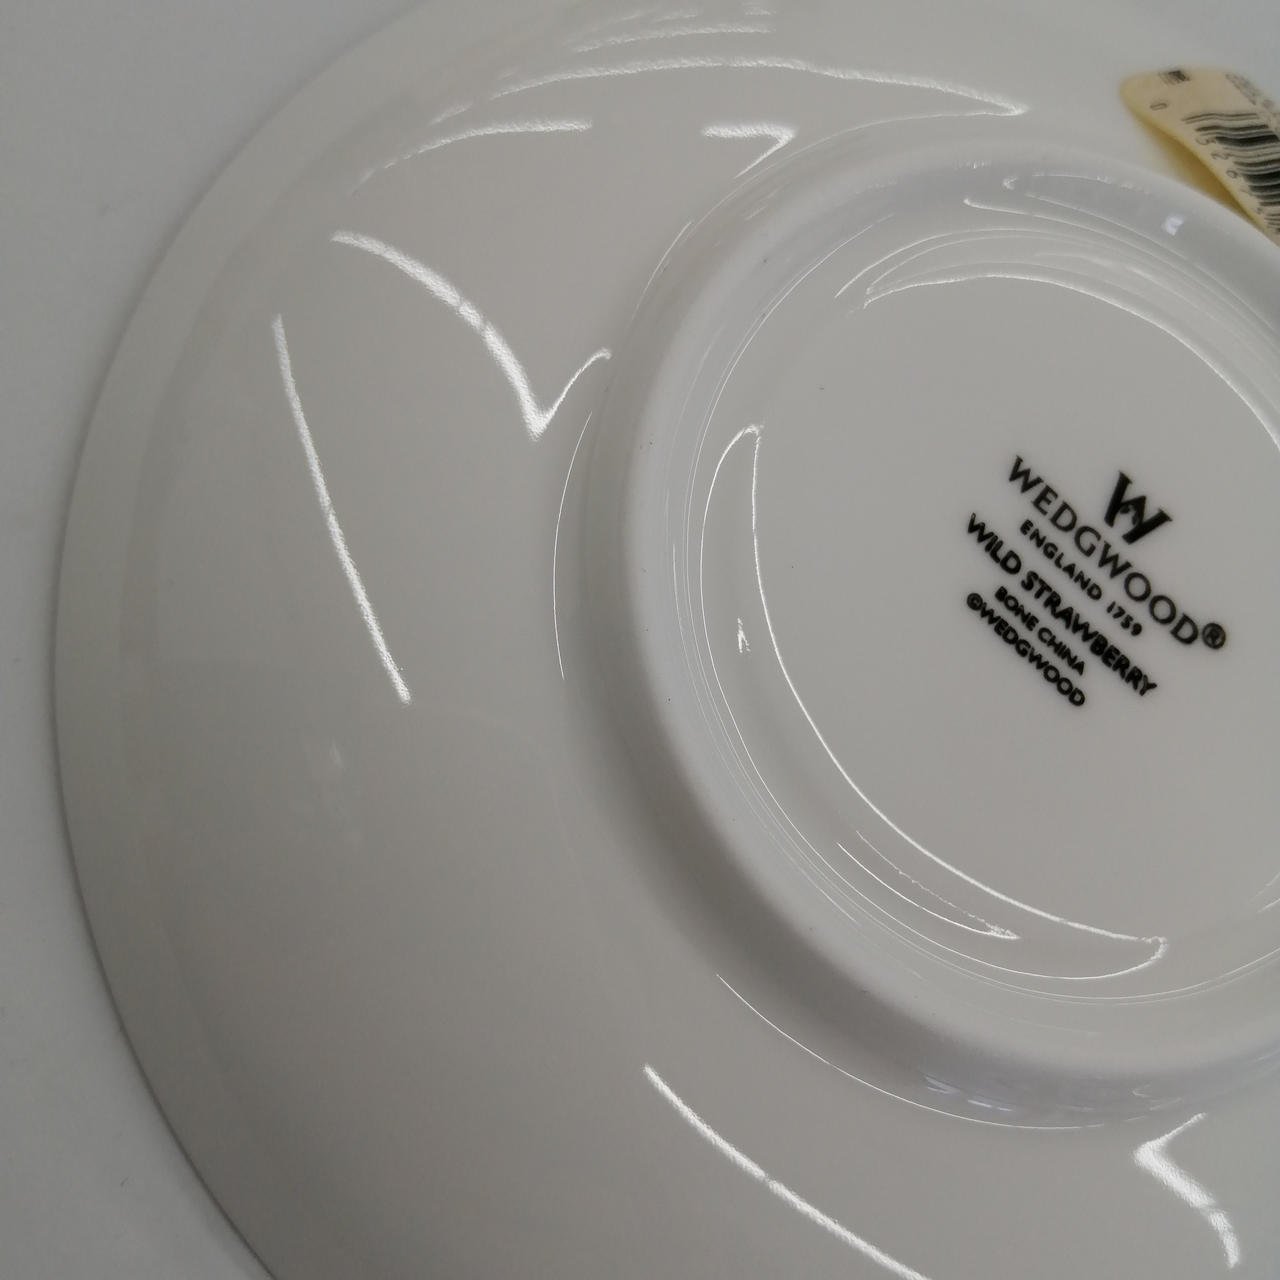 W
WEDGWOOD®
ENGLAND 1759
WILD STRAWBERRY
BONE CHINA
©WEDGWOOD